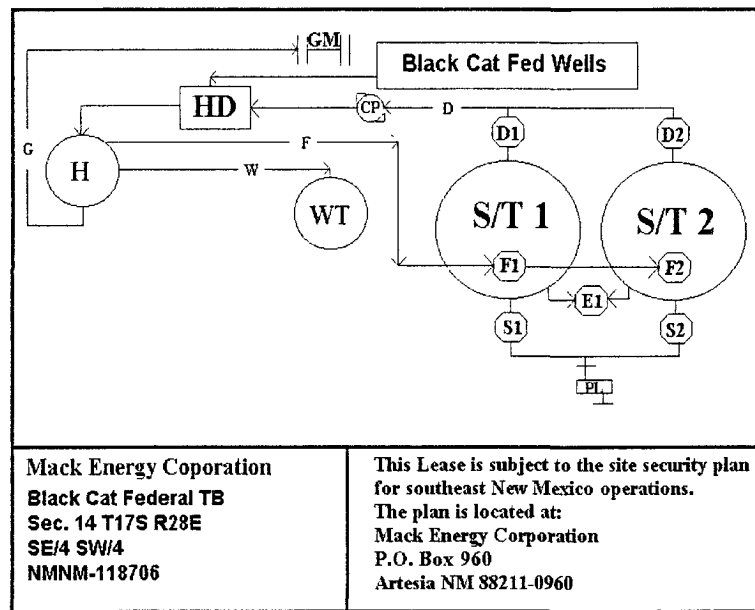 GM
Black Cat Fed Wells
HD
CP
D
D1
D2
G
H
F
W
WT
S/T 1
S/T 2
F1
F2
E1
S1
S2
PL
Mack Energy Coporation
Black Cat Federal TB
Sec. 14 T17S R28E
SE/4 SW/4
NMNM-118706
This Lease is subject to the site security plan
for southeast New Mexico operations.
The plan is located at:
Mack Energy Corporation
P.O. Box 960
Artesia NM 88211-0960